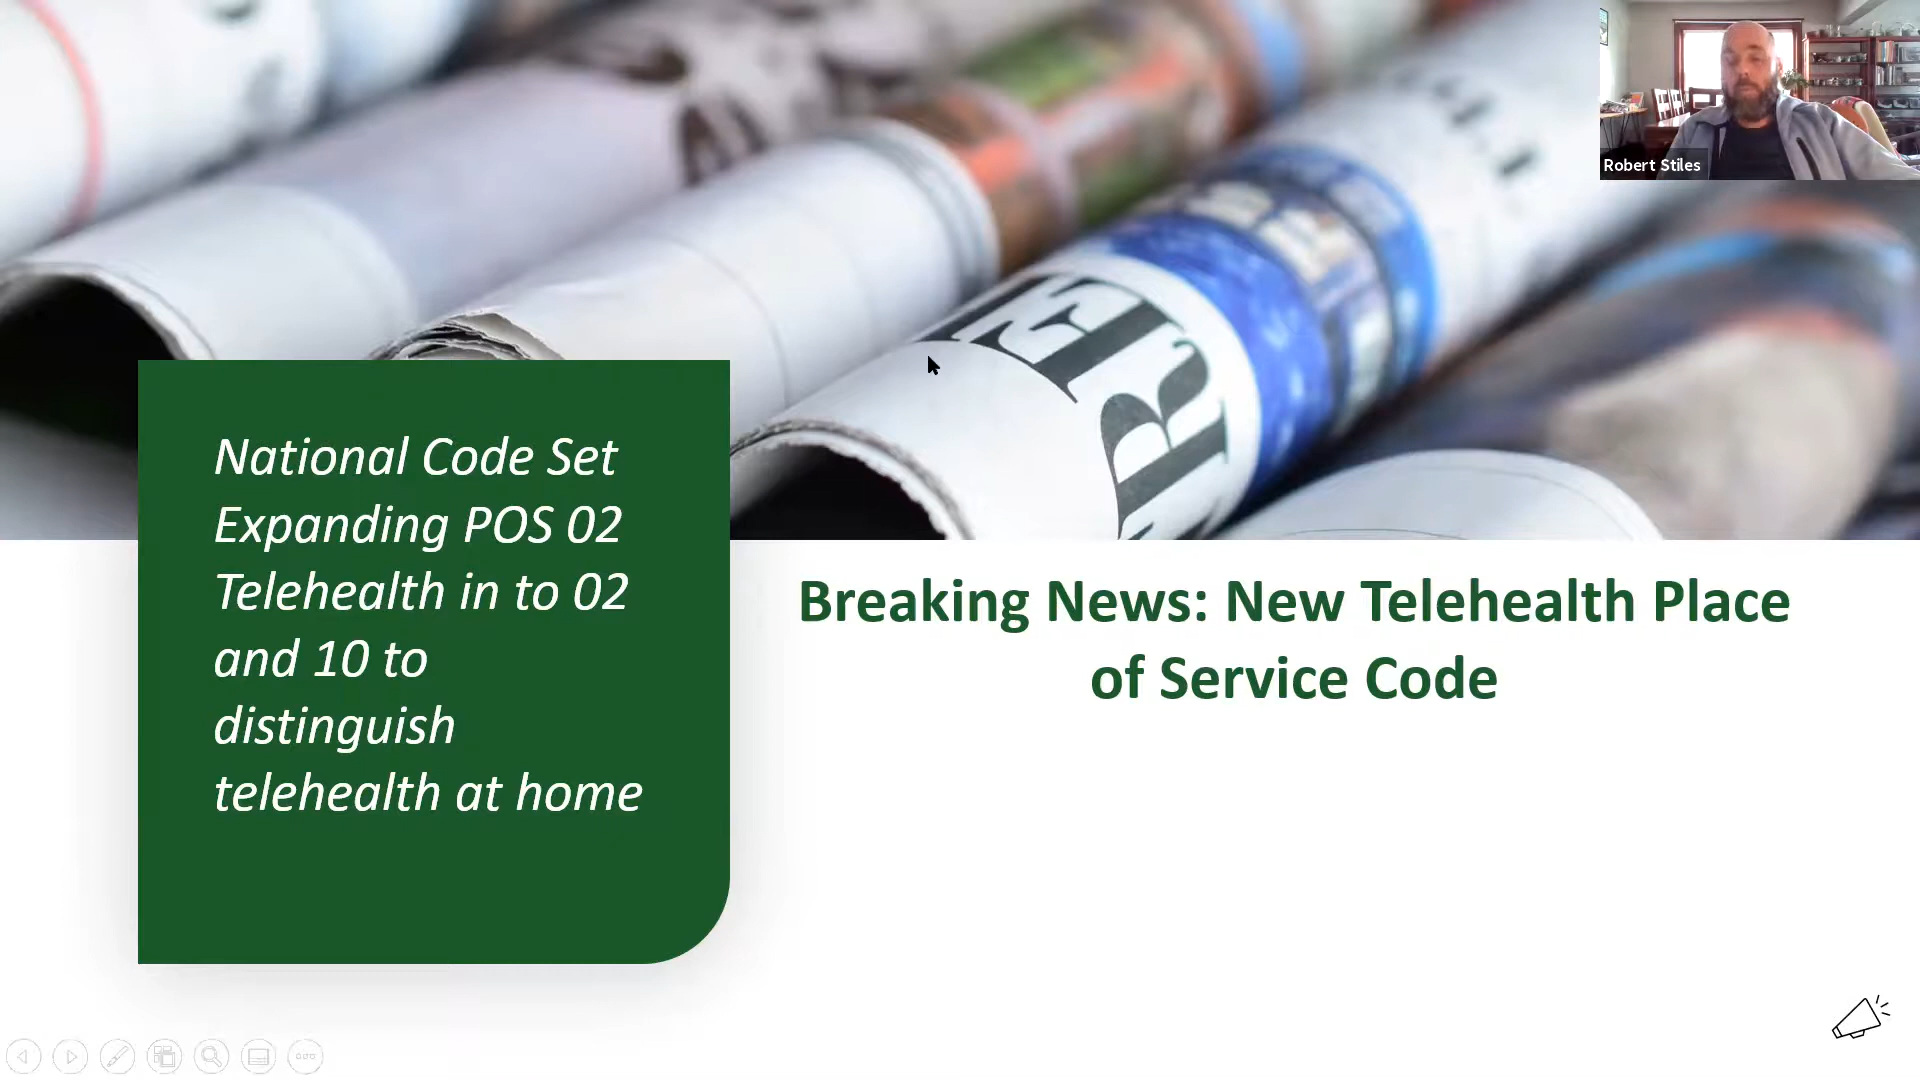 Robert Stiles
National Code Set
Expanding POS 02
Telehealth in to 02
and 10 to
distinguish
telehealth at home
Breaking News: New Telehealth Place
of Service Code